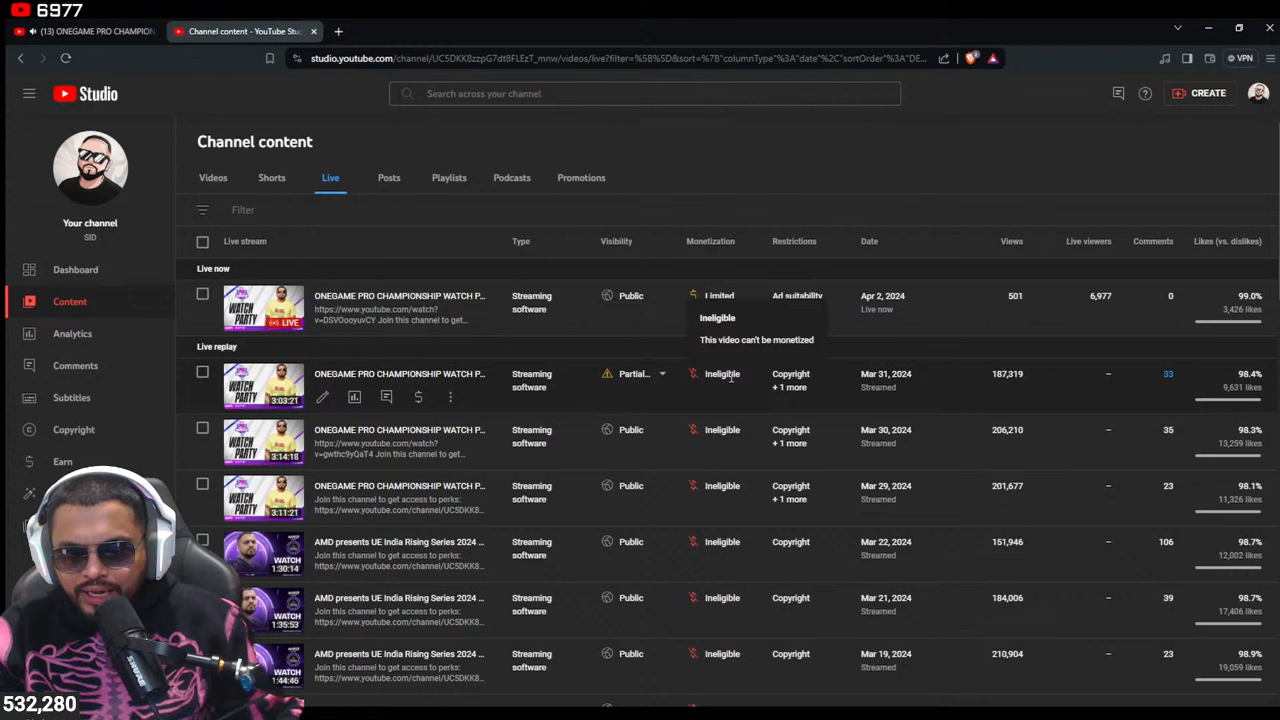 6977
(13) ONEGAME PRO CHAMPION
Channel content - YouTube Stu
studio.youtube.com/channel/UC5DKK8zzpG7dt8FLEzT_mnw/videos/live?filter=%5B%5D&sort=%7B"columnType"%3A"date"%2C"sortOrder"%3A"DE...
VPN
Studio
Search across your channel
CREATE
Channel content
Videos Shorts Live Posts Playlists Podcasts Promotions
Filter
Your channel
SID
Dashboard
Content
Analytics
Comments
Subtitles
Copyright
Earn
Live stream Type Visibility Monetization Restrictions Date Views Live viewers Comments Likes (vs. dislikes)
Live now
WATCH PARTY LIVE
ONEGAME PRO CHAMPIONSHIP WATCH P... Streaming software Public Limited Ad suitability Apr 2, 2024 501 6,977 0 99.0%
https://www.youtube.com/watch?
v=DSVOooyuvCY Join this channel to get...
Live now 3,426 likes
Ineligible
This video can't be monetized
Live replay
WATCH PARTY 3:03:21
ONEGAME PRO CHAMPIONSHIP WATCH P... Streaming software Partial... Ineligible Copyright + 1 more Mar 31, 2024 187,319 – 33 98.4%
Streamed 9,631 likes
WATCH PARTY 3:14:18
ONEGAME PRO CHAMPIONSHIP WATCH P... Streaming software Public Ineligible Copyright + 1 more Mar 30, 2024 206,210 – 35 98.3%
https://www.youtube.com/watch?
v=gwthc9yQaT4 Join this channel to get...
Streamed 13,259 likes
WATCH PARTY 3:11:21
ONEGAME PRO CHAMPIONSHIP WATCH P... Streaming software Public Ineligible Copyright + 1 more Mar 29, 2024 201,677 – 23 98.1%
Join this channel to get access to perks:
https://www.youtube.com/channel/UC5DKK8...
Streamed 11,326 likes
WATCH 1:30:14
AMD presents UE India Rising Series 2024 ... Streaming software Public Ineligible Copyright Mar 22, 2024 151,946 – 106 98.7%
Join this channel to get access to perks:
https://www.youtube.com/channel/UC5DKK8...
Streamed 12,002 likes
WATCH 1:35:53
AMD presents UE India Rising Series 2024 ... Streaming software Public Ineligible Copyright Mar 21, 2024 184,006 – 39 98.7%
Join this channel to get access to perks:
https://www.youtube.com/channel/UC5DKK8...
Streamed 17,406 likes
WATCH 1:44:46
AMD presents UE India Rising Series 2024 ... Streaming software Public Ineligible Copyright Mar 19, 2024 210,904 – 23 98.9%
Join this channel to get access to perks:
https://www.youtube.com/channel/UC5DKK8...
Streamed 19,059 likes
SHURE
532,280